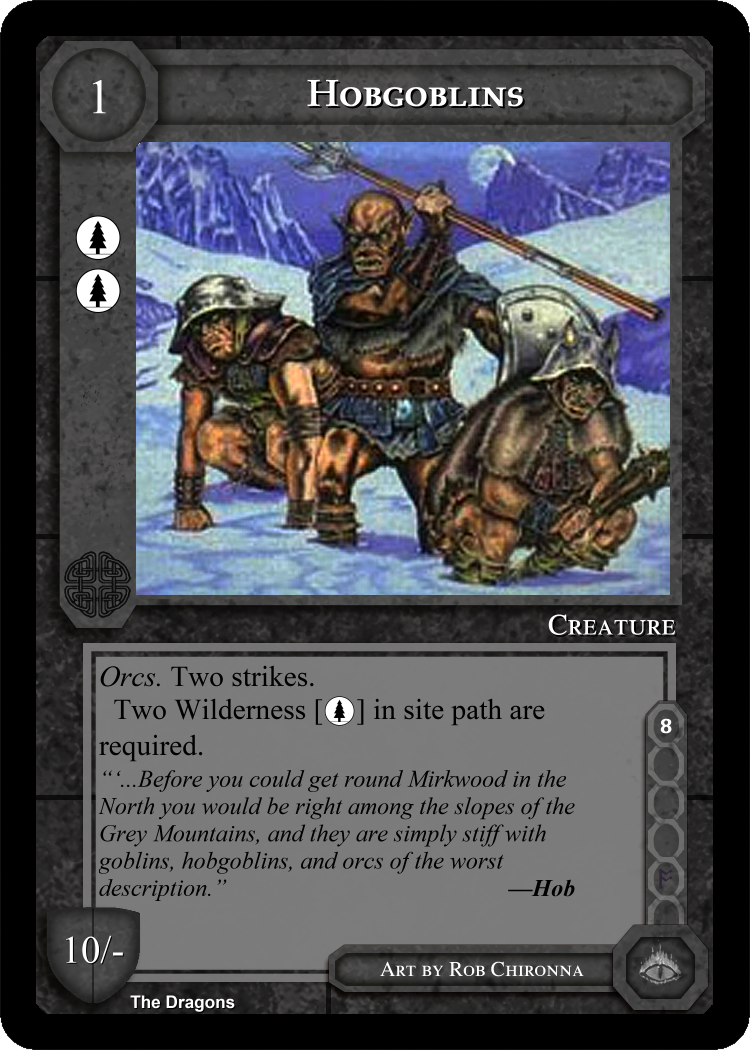 1
HOBGOBLINS
CREATURE
Orcs. Two strikes.
Two Wilderness [ ] in site path are
required.
“‘...Before you could get round Mirkwood in the
North you would be right among the slopes of the
Grey Mountains, and they are simply stiff with
goblins, hobgoblins, and orcs of the worst
description.”
—Hob
8
10/-
ART BY ROB CHIRONNA
The Dragons